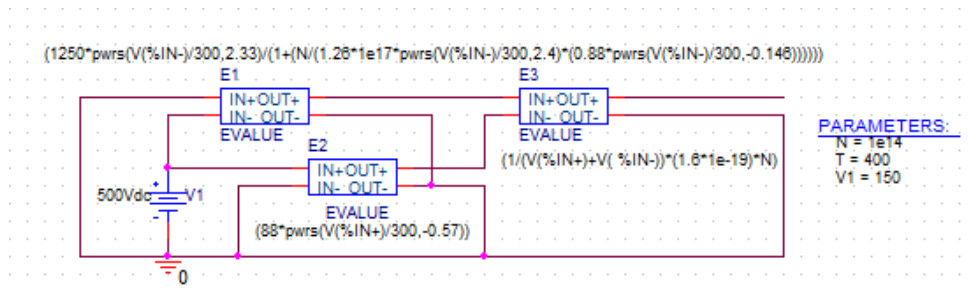 (1250*pwrs(V(%IN-)/300,2.33)/(1+(N/(1.26*1e17*pwrs(V(%IN-)/300,2.4)*(0.88*pwrs(V(%IN-)/300,-0.146))))))
E1
E3
IN+OUT+
IN- OUT-
EVALUE
IN+OUT+
IN- OUT-
EVALUE
PARAMETERS:
N = 1e14
T = 400
V1 = 150
E2
(1/(V(%IN+)+V( %IN-))*(1.6*1e-19)*N)
IN+OUT+
IN- OUT-
EVALUE
500Vdc
V1
(88*pwrs(V(%IN+)/300,-0.57))
0